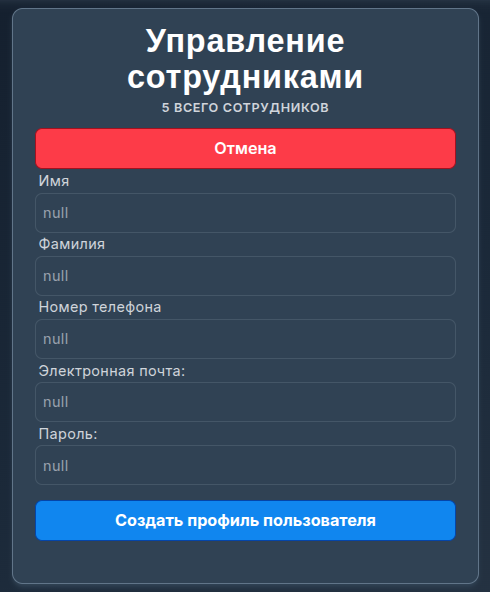 Управление
сотрудниками
5 ВСЕГО СОТРУДНИКОВ
Отмена
Имя
null
Фамилия
null
Номер телефона
null
Электронная почта:
null
Пароль:
null
Создать профиль пользователя